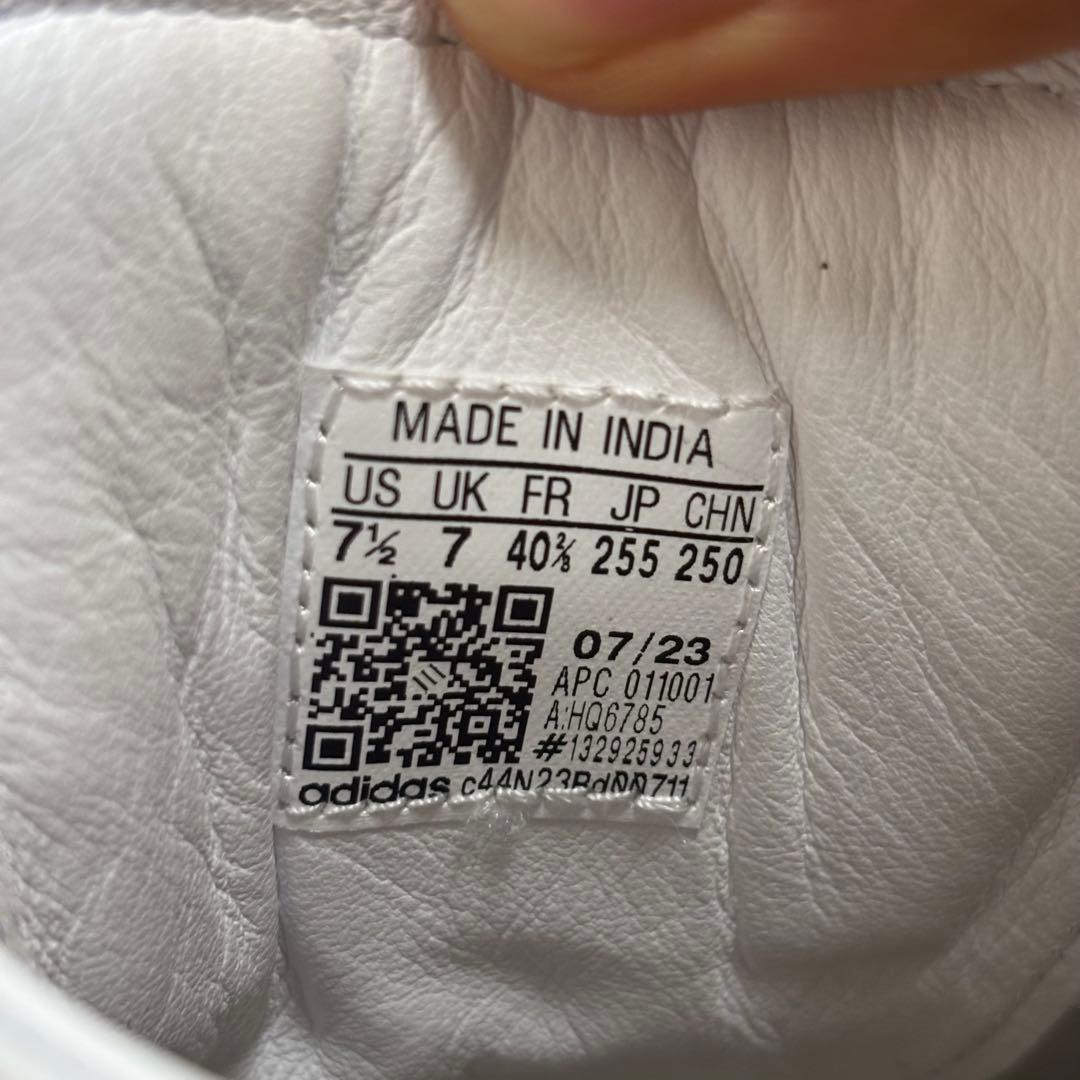 MADE IN INDIA
US UK FR JP CHN
7½ 7 40⅔ 255 250
07/23
APC 011001
A:HQ6785
#132925933
adidas